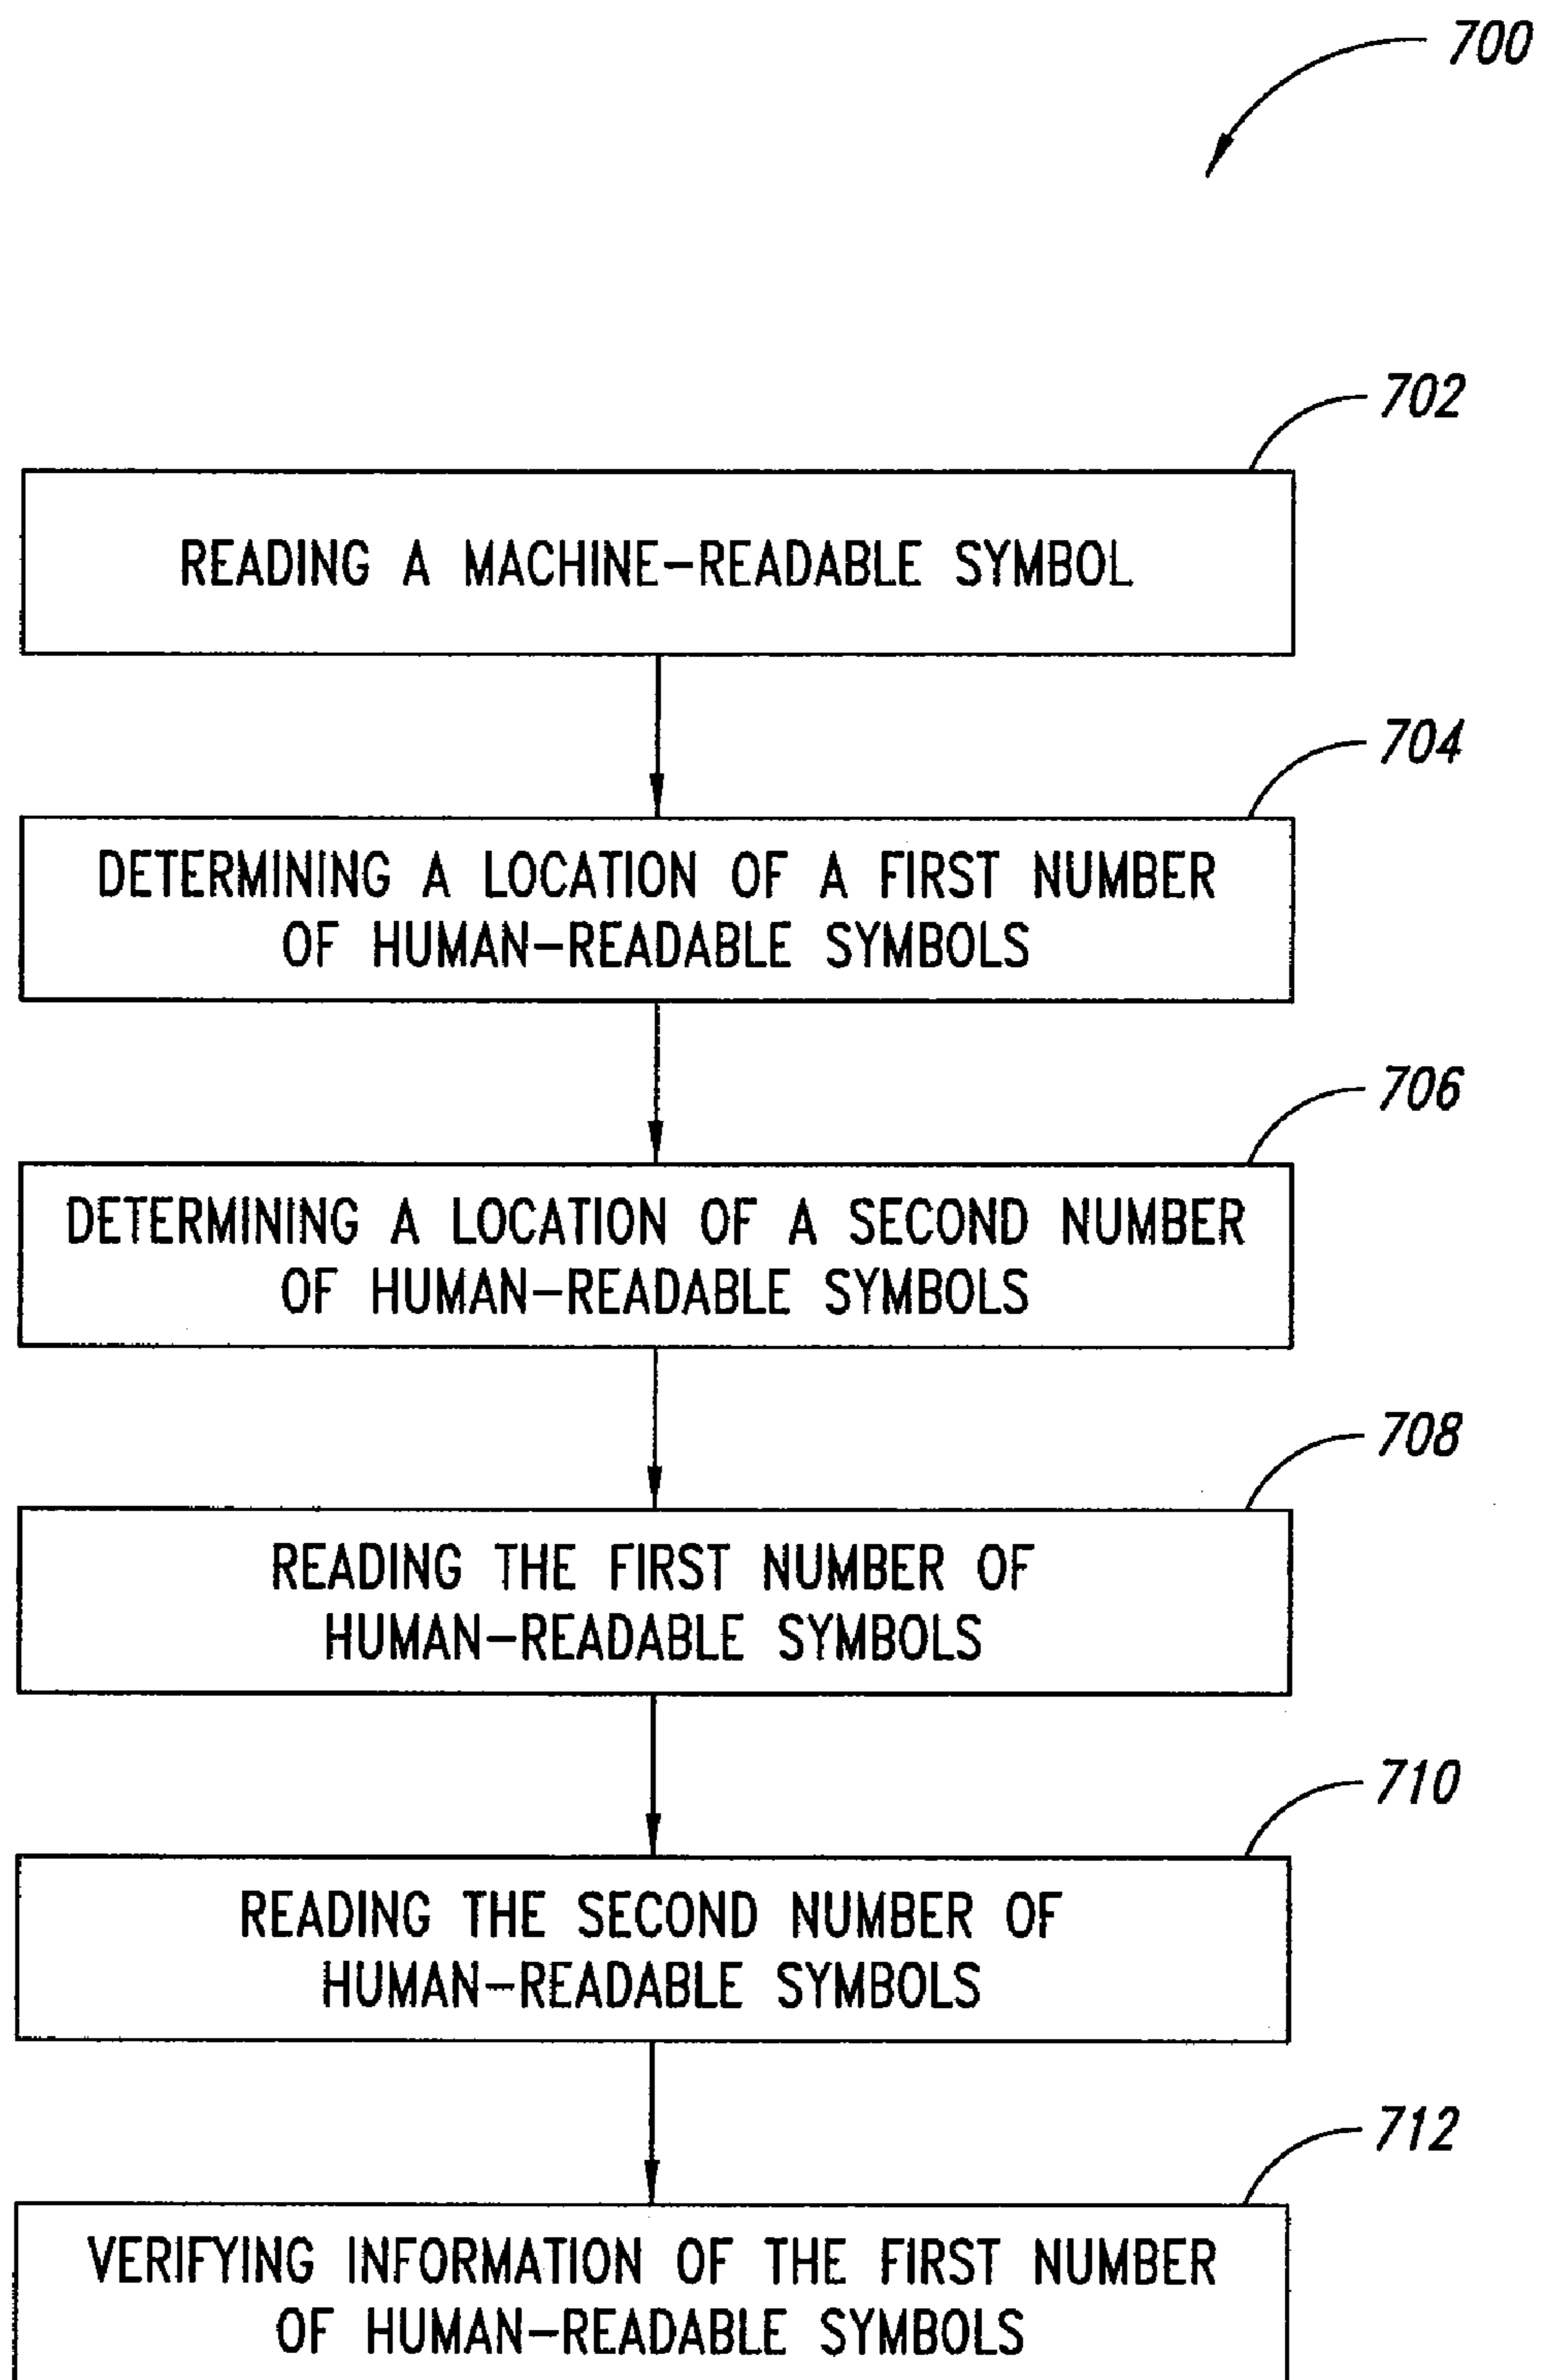 700
702
READING A MACHINE-READABLE SYMBOL
704
DETERMINING A LOCATION OF A FIRST NUMBER
OF HUMAN-READABLE SYMBOLS
706
DETERMINING A LOCATION OF A SECOND NUMBER
OF HUMAN-READABLE SYMBOLS
708
READING THE FIRST NUMBER OF
HUMAN-READABLE SYMBOLS
710
READING THE SECOND NUMBER OF
HUMAN-READABLE SYMBOLS
712
VERIFYING INFORMATION OF THE FIRST NUMBER
OF HUMAN-READABLE SYMBOLS